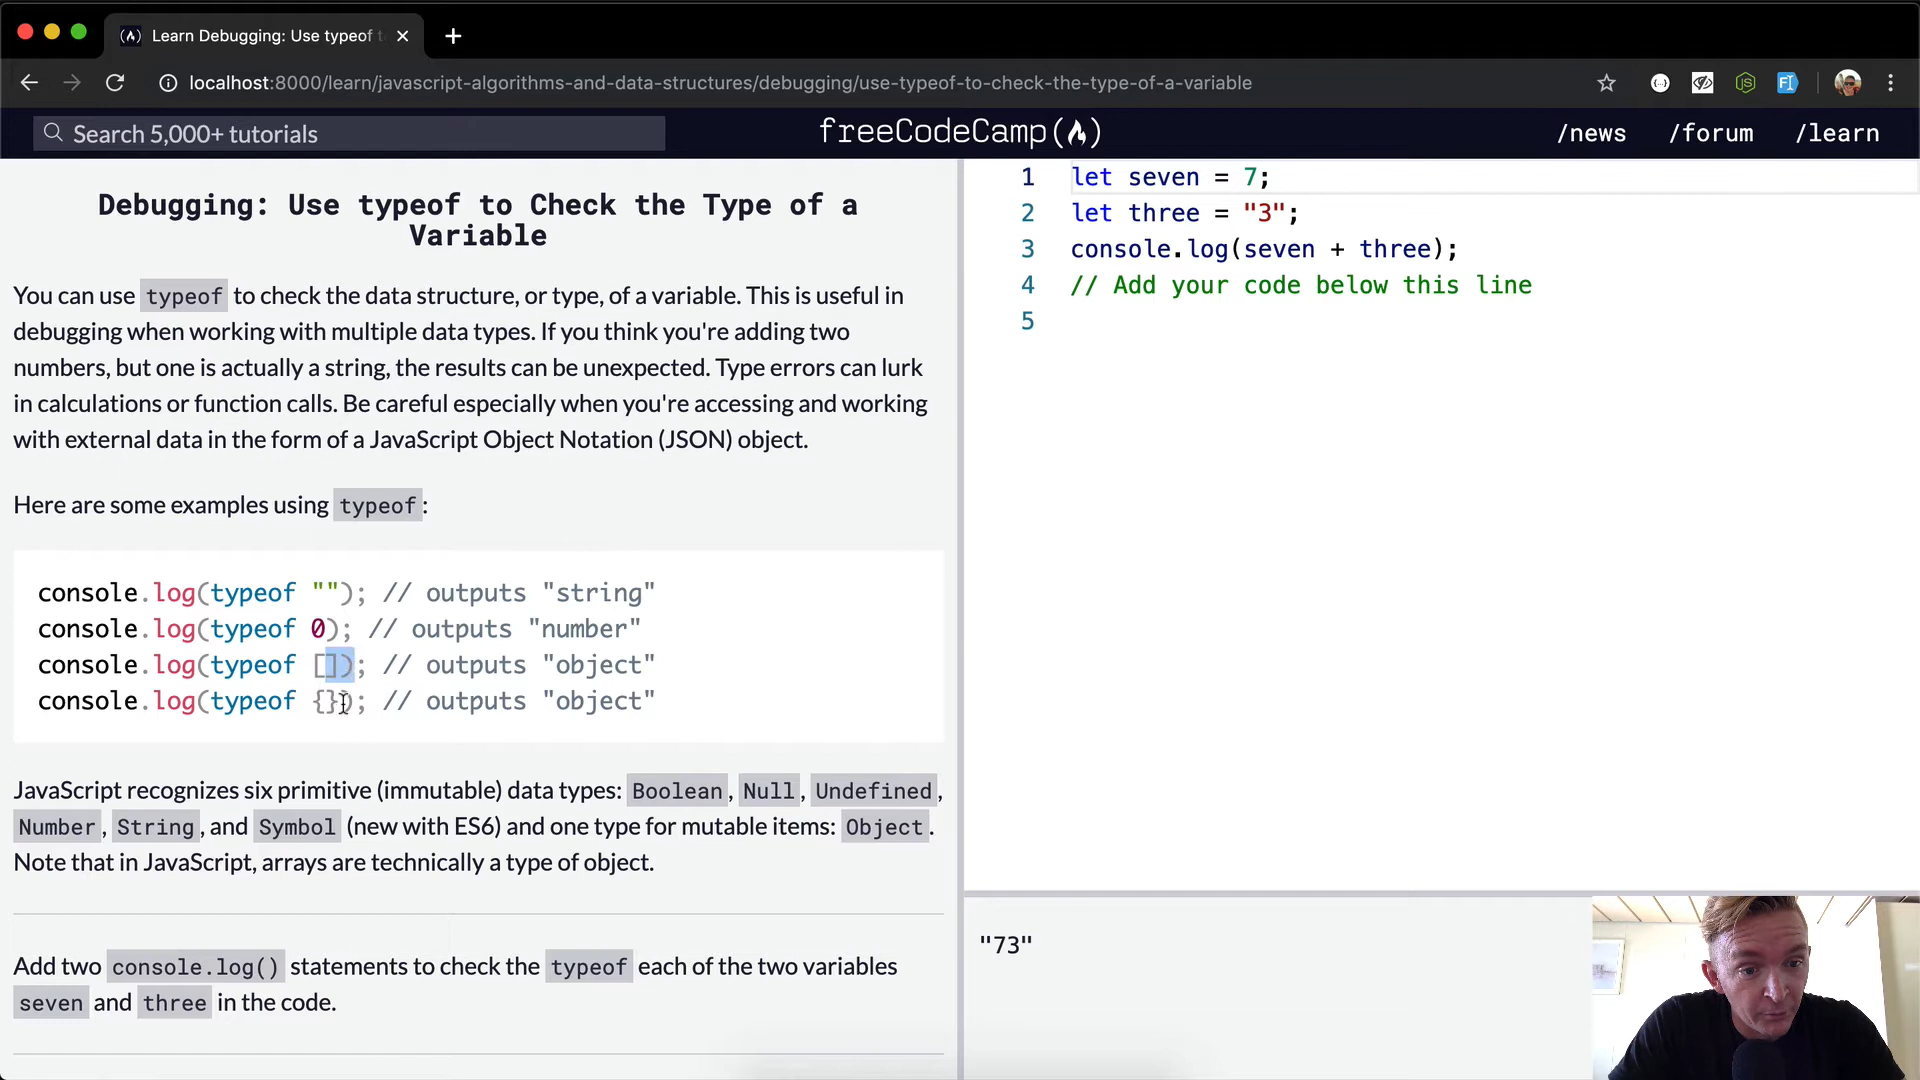 Learn Debugging: Use typeof t
localhost:8000/learn/javascript-algorithms-and-data-structures/debugging/use-typeof-to-check-the-type-of-a-variable
Search 5,000+ tutorials
freeCodeCamp
/news /forum /learn
Debugging: Use typeof to Check the Type of a
Variable
You can use typeof to check the data structure, or type, of a variable. This is useful in
debugging when working with multiple data types. If you think you're adding two
numbers, but one is actually a string, the results can be unexpected. Type errors can lurk
in calculations or function calls. Be careful especially when you're accessing and working
with external data in the form of a JavaScript Object Notation (JSON) object.
Here are some examples using typeof:
console.log(typeof ""); // outputs "string"
console.log(typeof 0); // outputs "number"
console.log(typeof []); // outputs "object"
console.log(typeof {}); // outputs "object"
JavaScript recognizes six primitive (immutable) data types: Boolean, Null, Undefined,
Number, String, and Symbol (new with ES6) and one type for mutable items: Object.
Note that in JavaScript, arrays are technically a type of object.
Add two console.log() statements to check the typeof each of the two variables
seven and three in the code.
1 let seven = 7;
2 let three = "3";
3 console.log(seven + three);
4 // Add your code below this line
5
"73"